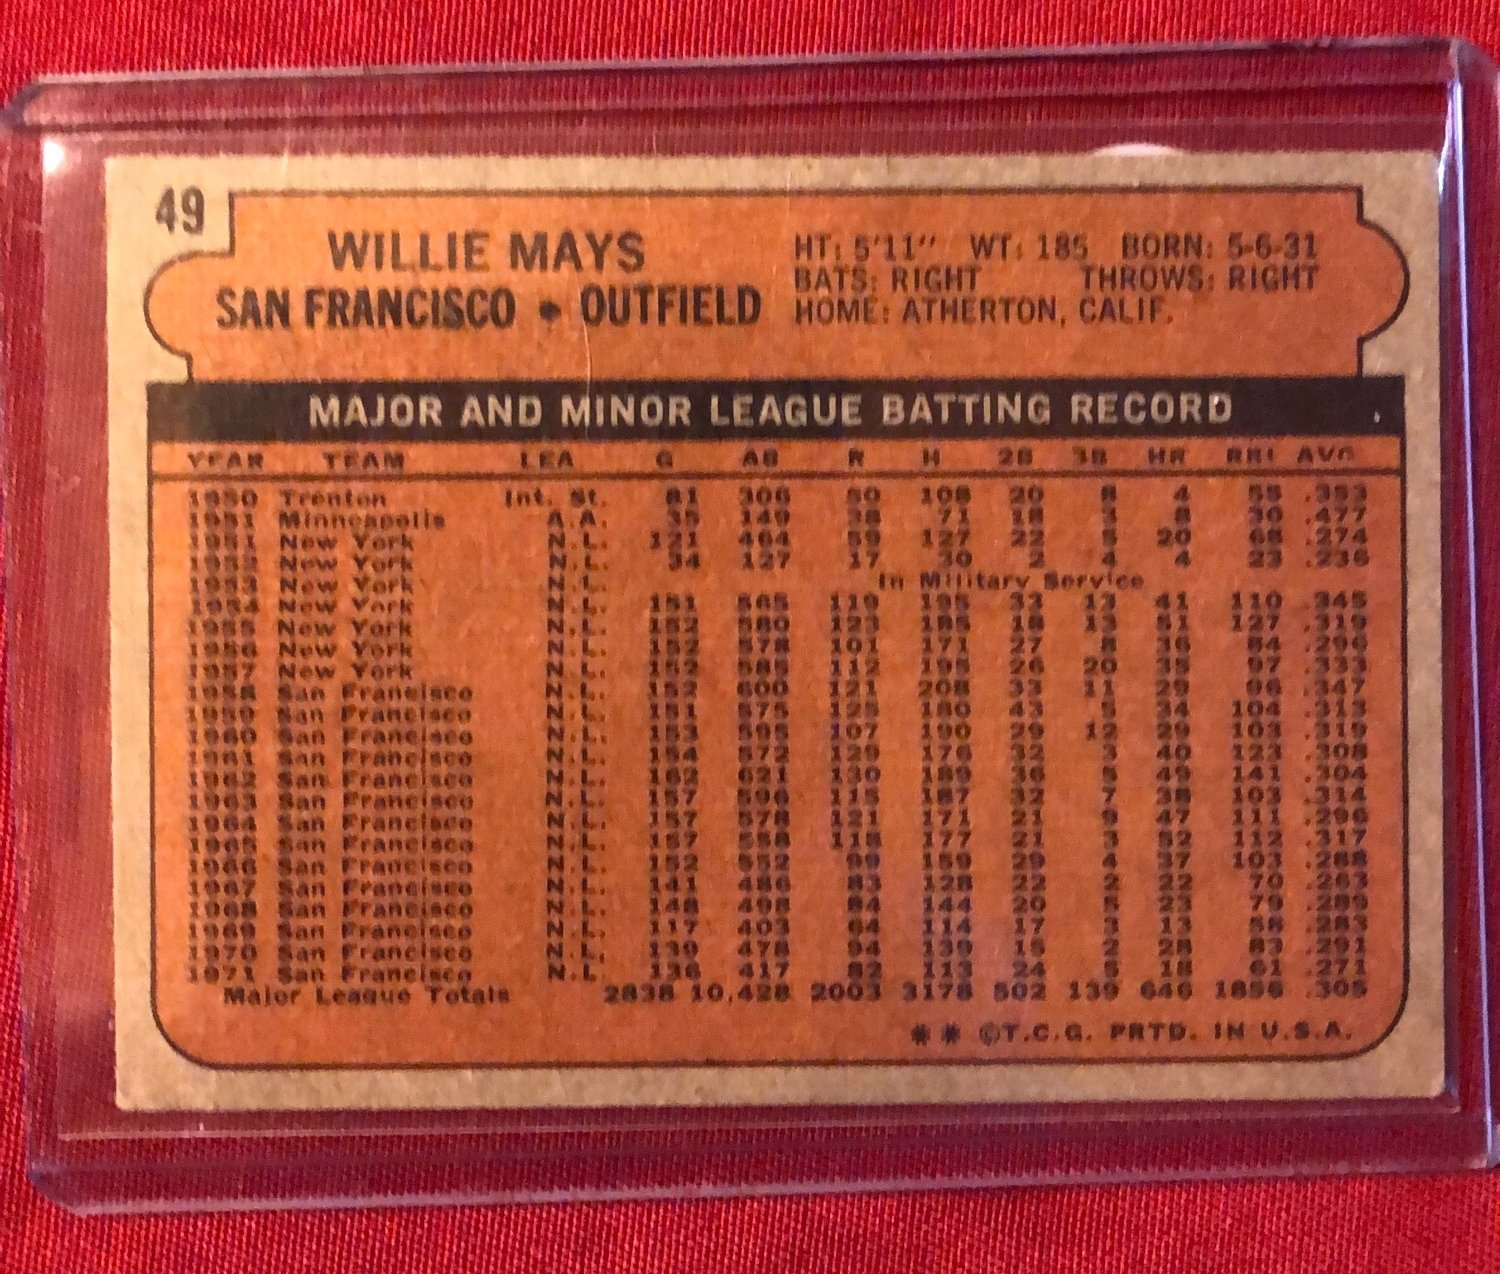 49
WILLIE MAYS
SAN FRANCISCO • OUTFIELD
HT: 5'11" WT: 185 BORN: 5-6-31
BATS: RIGHT THROWS: RIGHT
HOME: ATHERTON, CALIF.
MAJOR AND MINOR LEAGUE BATTING RECORD
YEAR TEAM LEA G AB R H 2B 3B HR RBI AVG
1950 Trenton Int. St. 81 306 50 108 20 8 4 55 .353
1951 Minneapolis A.A. 35 149 38 71 18 3 8 30 .477
1951 New York N.L. 121 464 59 127 22 5 20 68 .274
1952 New York N.L. 34 127 17 30 2 4 4 23 .236
1953 New York N.L. In Military Service
1954 New York N.L. 151 565 119 195 33 13 41 110 .345
1955 New York N.L. 152 580 123 185 18 13 51 127 .319
1956 New York N.L. 152 578 101 171 27 8 36 84 .296
1957 New York N.L. 152 585 112 195 26 20 35 97 .333
1958 San Francisco N.L. 152 600 121 208 33 11 29 96 .347
1959 San Francisco N.L. 151 575 125 180 43 5 34 104 .313
1960 San Francisco N.L. 153 595 107 190 29 12 29 103 .319
1961 San Francisco N.L. 154 572 129 176 32 3 40 123 .308
1962 San Francisco N.L. 162 621 130 189 36 5 49 141 .304
1963 San Francisco N.L. 157 596 115 187 32 7 38 103 .314
1964 San Francisco N.L. 157 578 121 171 21 9 47 111 .296
1965 San Francisco N.L. 157 558 118 177 21 3 52 112 .317
1966 San Francisco N.L. 152 552 99 159 29 4 37 103 .288
1967 San Francisco N.L. 141 486 83 128 22 2 22 70 .263
1968 San Francisco N.L. 148 498 84 144 20 5 23 79 .289
1969 San Francisco N.L. 117 403 64 114 17 3 13 58 .283
1970 San Francisco N.L. 139 478 94 139 15 2 28 83 .291
1971 San Francisco N.L. 136 417 82 113 24 5 18 61 .271
Major League Totals 2838 10,428 2003 3178 502 139 646 1856 .305
** ©T.C.G. PRTD. IN U.S.A.